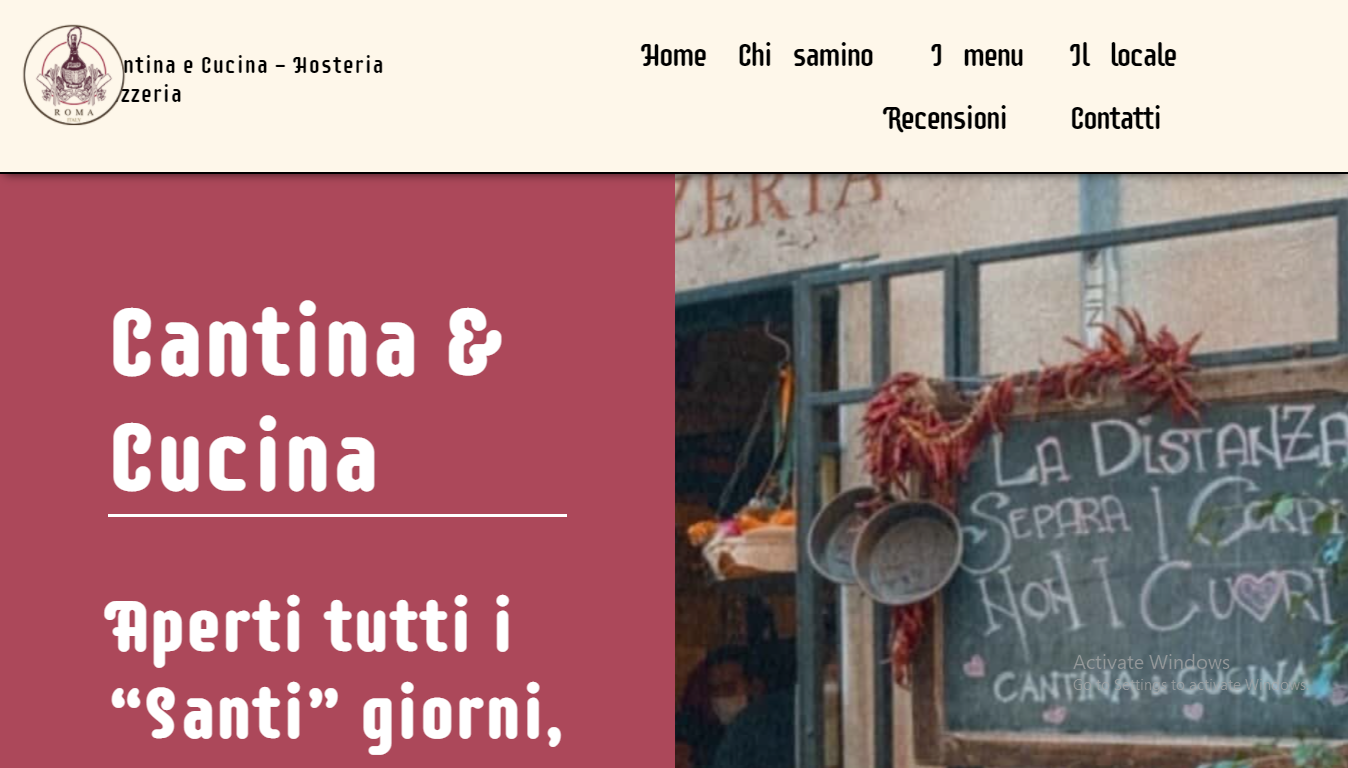 ROMA
ITALY
ntina e Cucina – Hosteria
zzeria
Home Chi samino I menu Il locale
Recensioni Contatti
Cantina &
Cucina
Aperti tutti i
“Santi” giorni,
ZERIA
LA DISTANZA
SEPARA I CORPI
NON I CUORI
CANTINA E CUCINA
Activate Windows
Go to Settings to activate Windows.